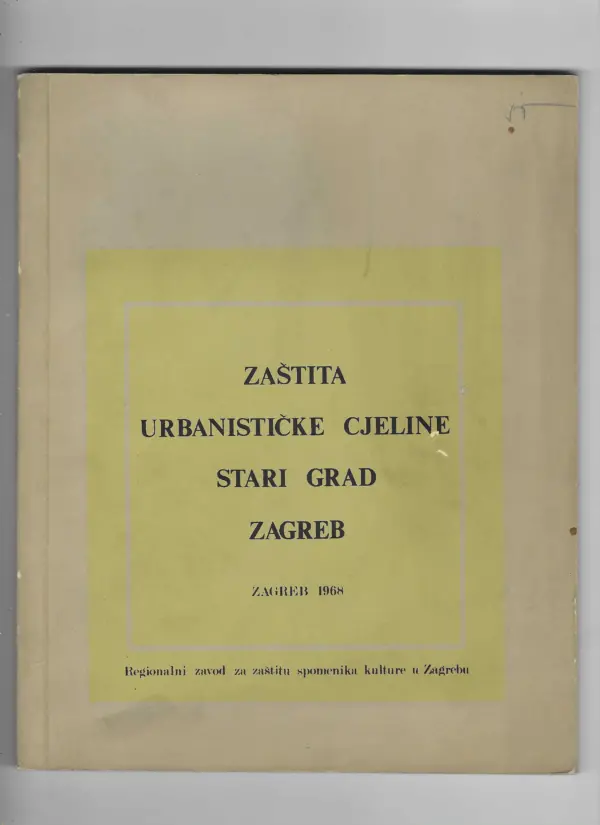 ZAŠTITA
URBANISTIČKE CJELINE
STARI GRAD
ZAGREB
ZAGREB 1968
Regionalni zavod za zaštitu spomenika kulture u Zagrebu